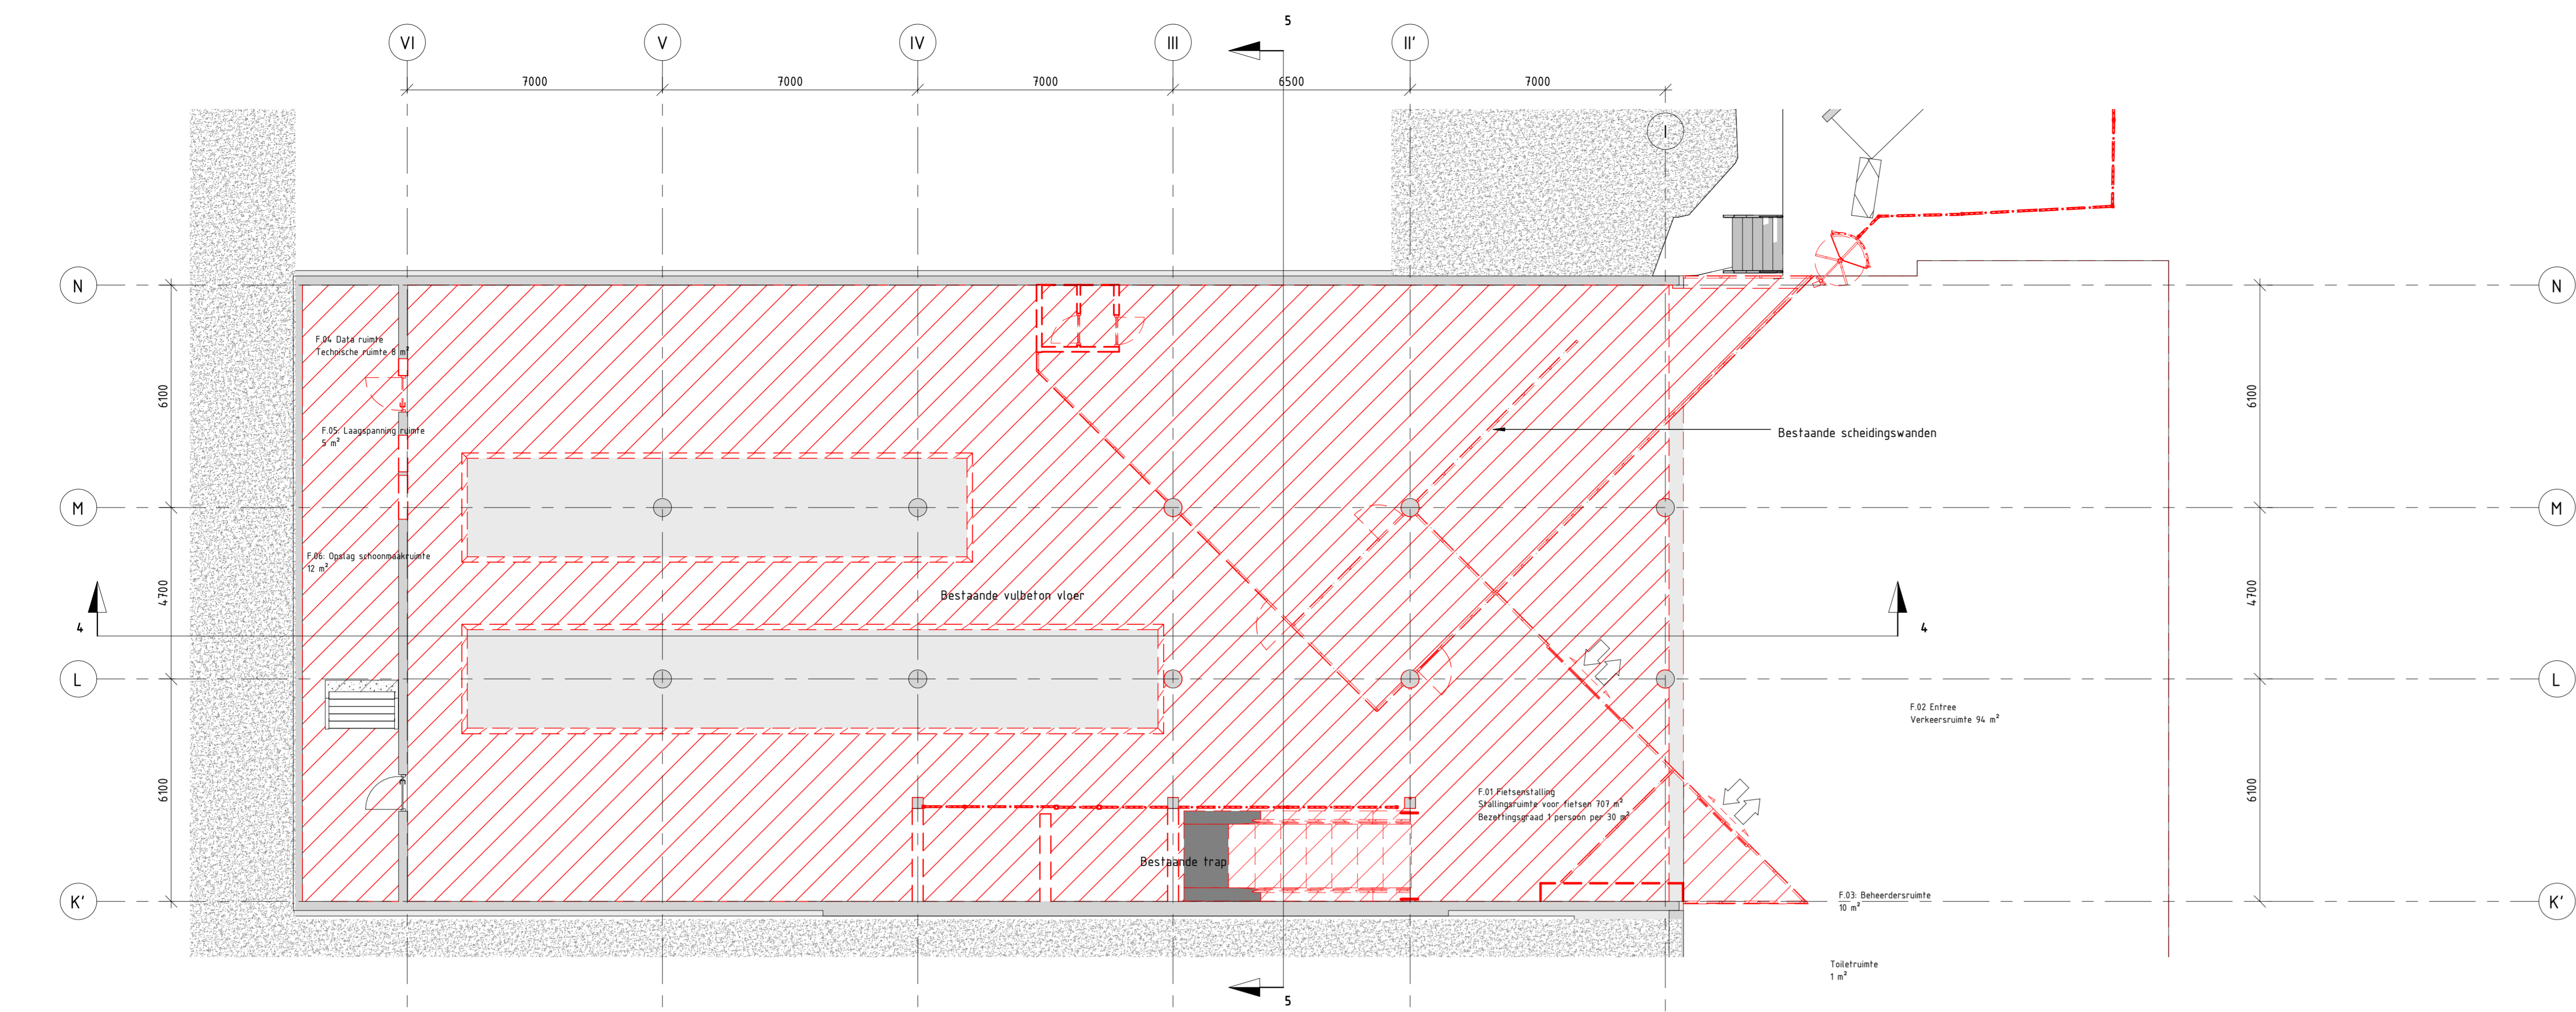 5
VI
V
IV
III
II'
7000
7000
7000
6500
7000
I
N
N
F.04 Data ruimte
Technische ruimte 8 m²
6100
6100
F.05: Laagspanning ruimte
5 m²
Bestaande scheidingswanden
M
M
F.06: Opslag schoonmaakruimte
12 m²
4700
Bestaande vulbeton vloer
4700
4
4
L
L
F.02 Entree
Verkeersruimte 94 m²
6100
6100
F.01 Fietsenstalling
Stallingsruimte voor fietsen 707 m²
Bezettingsgraad 1 persoon per 30 m²
Bestaande trap
K'
F.03: Beheerdersruimte
10 m²
K'
Toiletruimte
1 m²
5